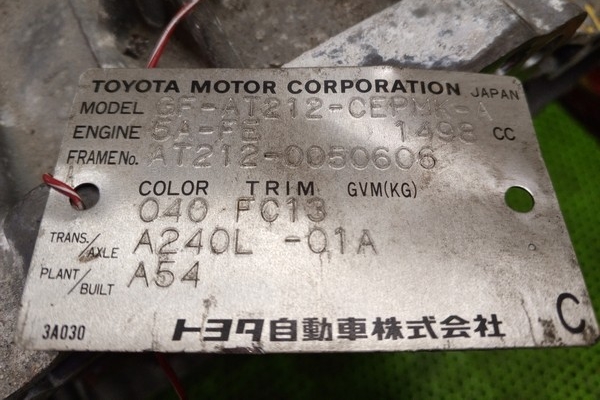 TOYOTA MOTOR CORPORATION JAPAN
MODEL GF-AT212-CEPNK
ENGINE 5A-FE 1498 CC
FRAME No. AT212-0050606
COLOR TRIM GVM(KG)
040 FC13
TRANS./AXLE A240L -01A
PLANT/BUILT A54
3A030 トヨタ自動車株式会社 C